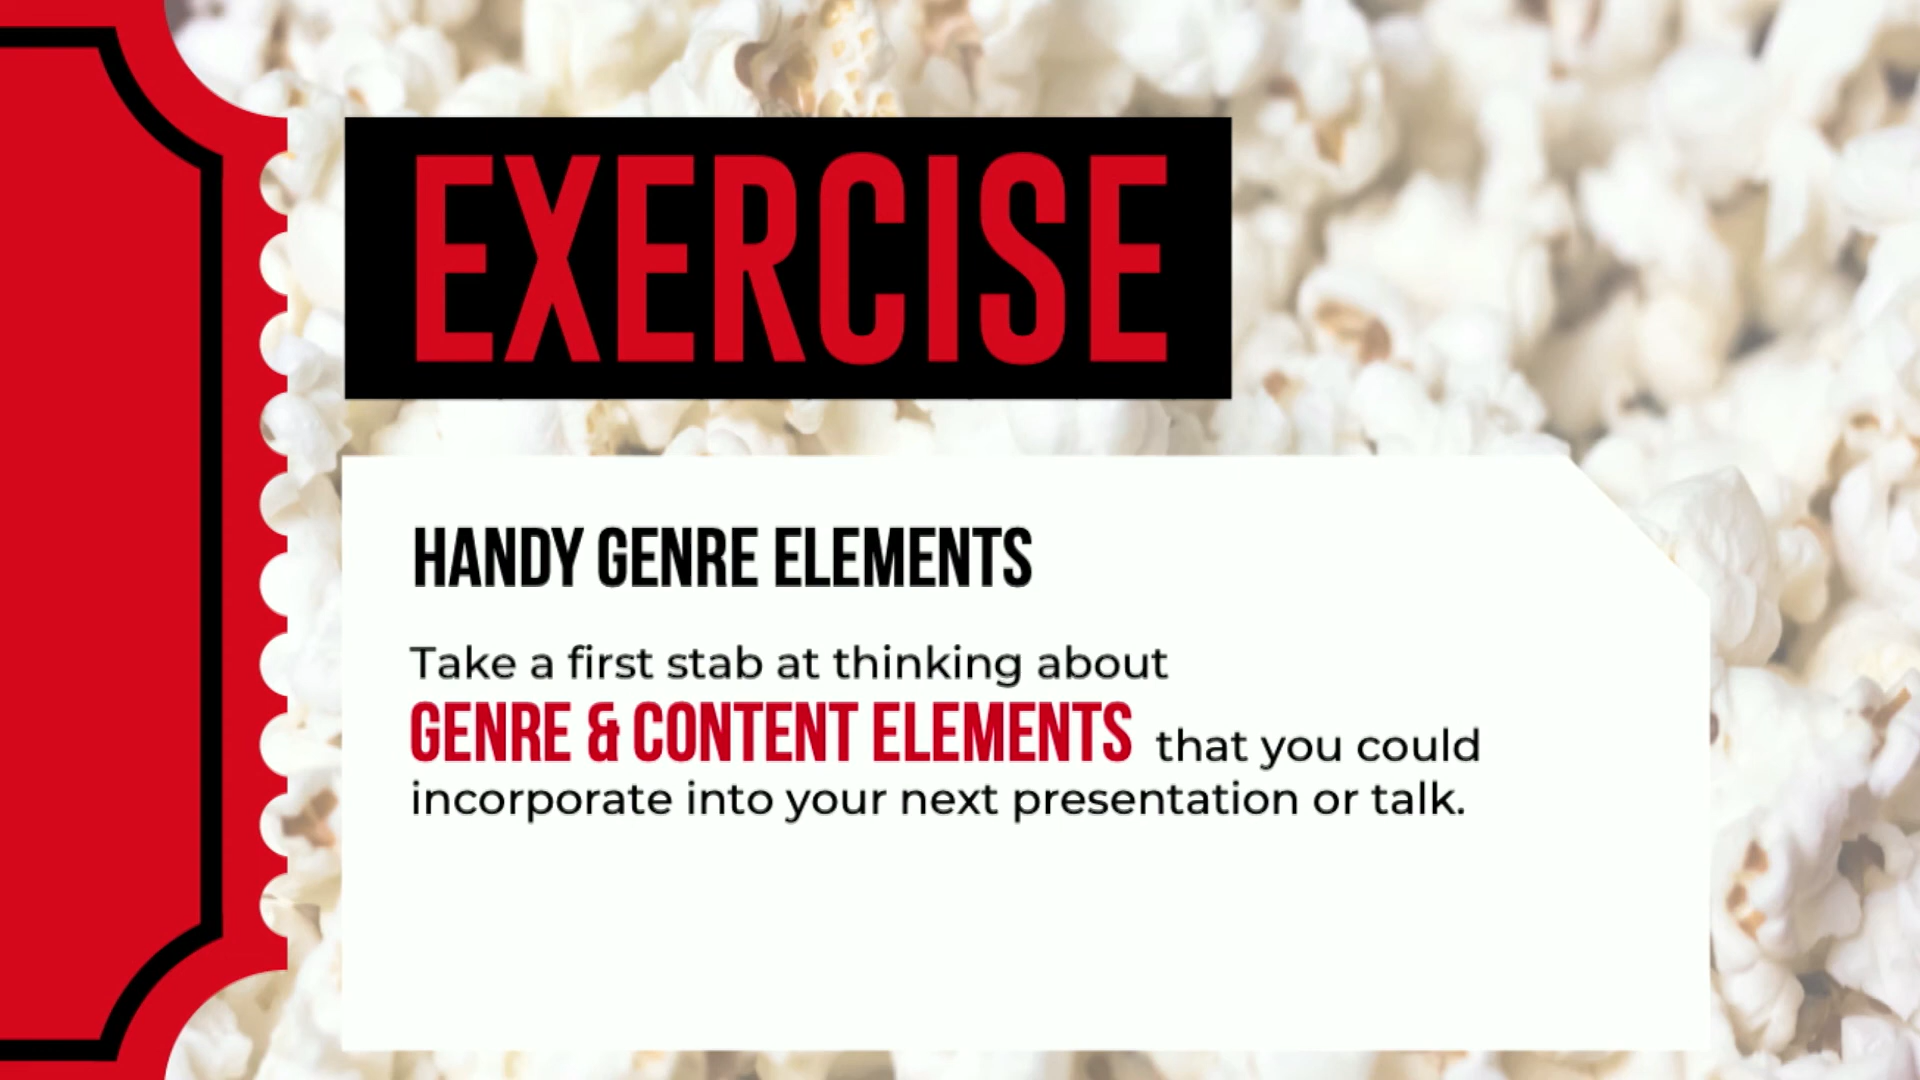 EXERCISE
HANDY GENRE ELEMENTS
Take a first stab at thinking about
GENRE & CONTENT ELEMENTS that you could
incorporate into your next presentation or talk.